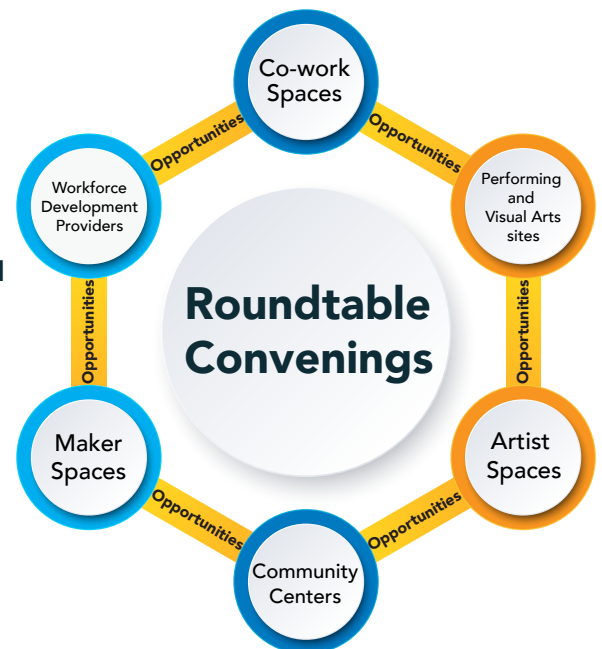 Co-work
Spaces
Opportunities
Opportunities
Workforce
Development
Providers
Performing
and
Visual Arts
sites
Roundtable
Convenings
Opportunities
Opportunities
Maker
Spaces
Artist
Spaces
Opportunities
Opportunities
Community
Centers